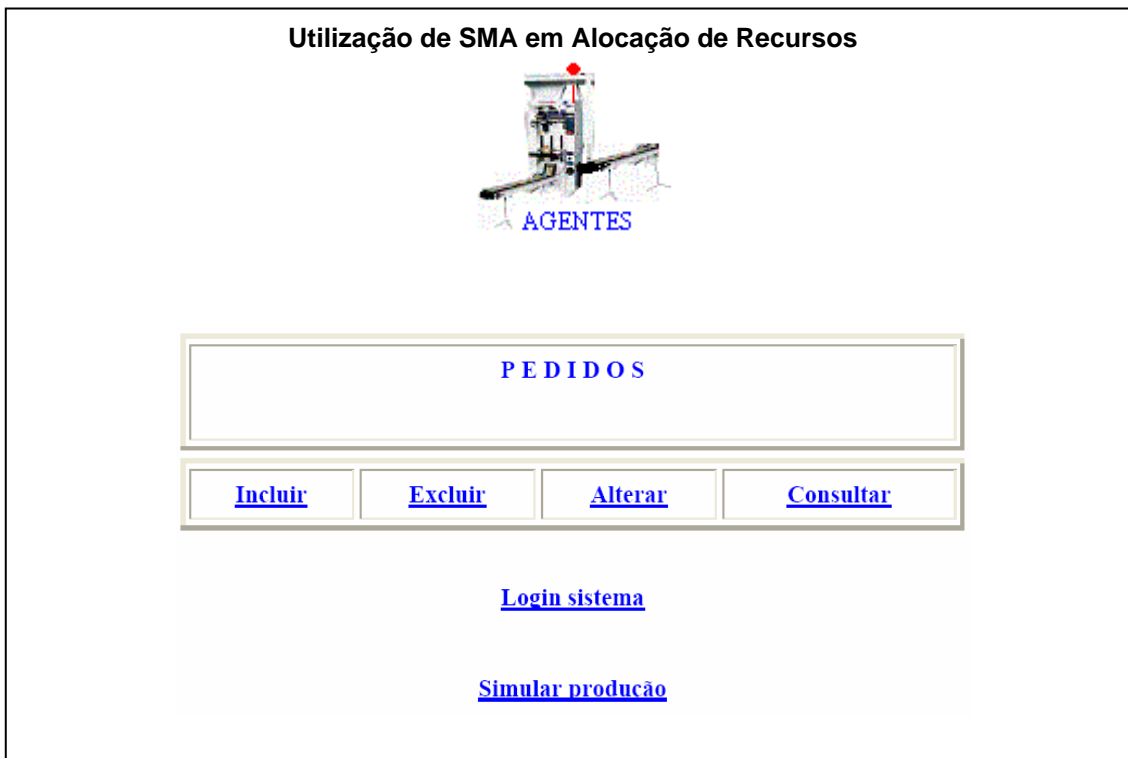 Utilização de SMA em Alocação de Recursos
AGENTES
P E D I D O S
Incluir Excluir Alterar Consultar
Login sistema
Simular produção